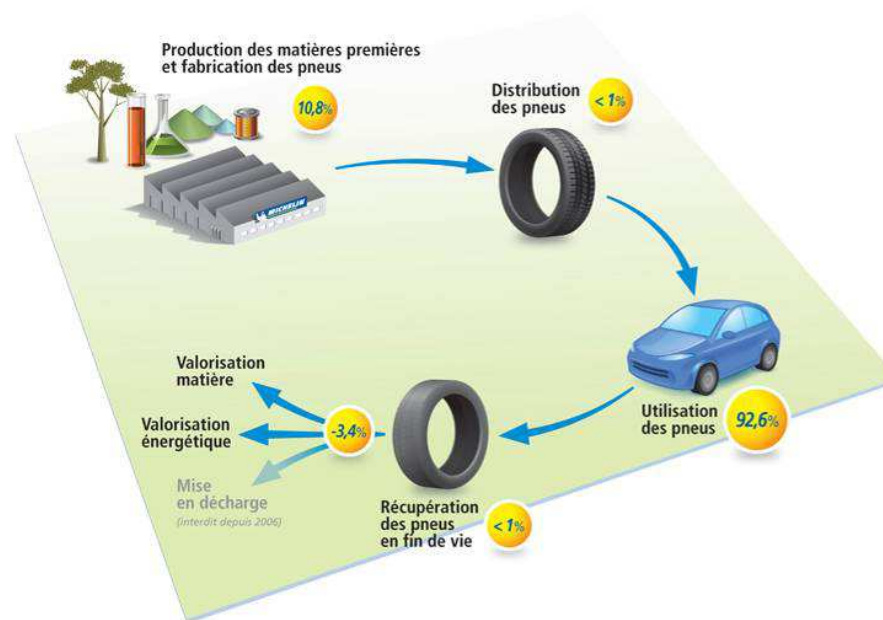 Production des matières premières
et fabrication des pneus
10,8%
Distribution
des pneus
< 1%
MICHELIN
Utilisation
des pneus
92,6%
Valorisation
matière
Valorisation
énergétique
-3,4%
Mise
en décharge
(interdit depuis 2006)
Récupération
des pneus
en fin de vie
< 1%